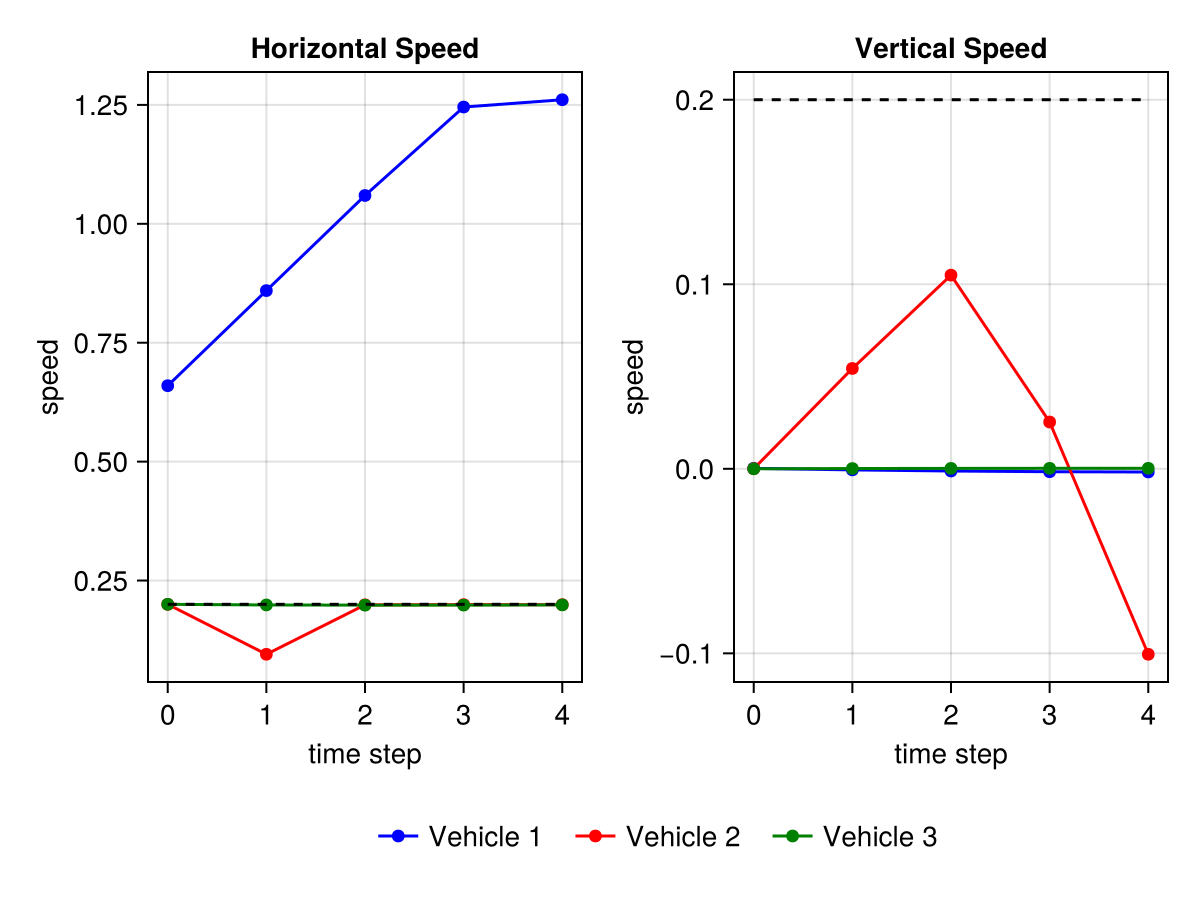 Horizontal Speed
1.25
1.00
0.75
0.50
0.25
speed
0 1 2 3 4
time step
Vertical Speed
0.2
0.1
0.0
−0.1
speed
0 1 2 3 4
time step
Vehicle 1 Vehicle 2 Vehicle 3